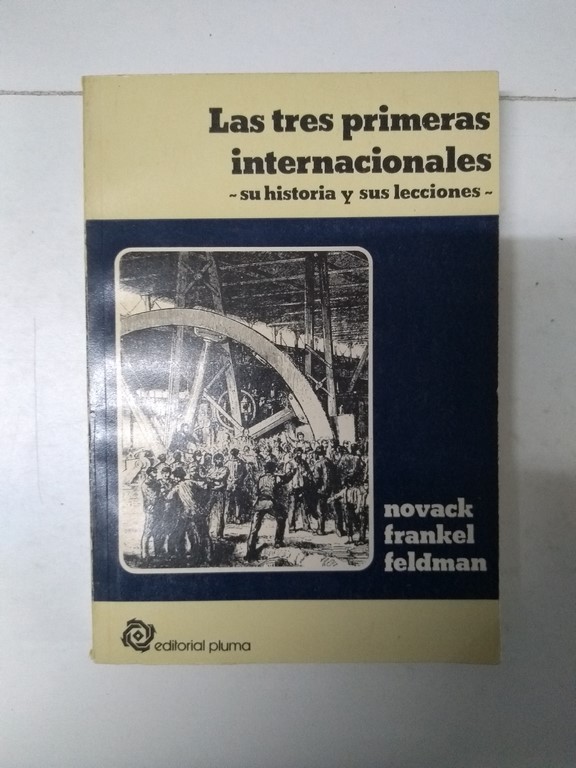 Las tres primeras
internacionales
~ su historia y sus lecciones ~
novack
frankel
feldman
editorial pluma